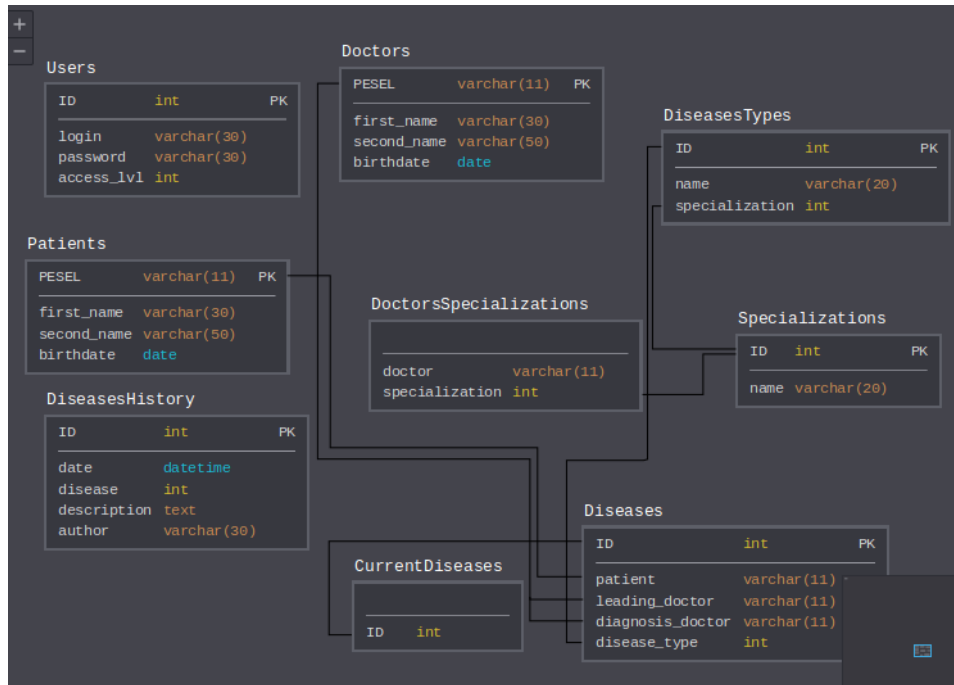 +
−
Users
ID int PK
login varchar(30)
password varchar(30)
access_lvl int
Doctors
PESEL varchar(11) PK
first_name varchar(30)
second_name varchar(50)
birthdate date
DiseasesTypes
ID int PK
name varchar(20)
specialization int
Patients
PESEL varchar(11) PK
first_name varchar(30)
second_name varchar(50)
birthdate date
DoctorsSpecializations
doctor varchar(11)
specialization int
Specializations
ID int PK
name varchar(20)
DiseasesHistory
ID int PK
date datetime
disease int
description text
author varchar(30)
CurrentDiseases
ID int
Diseases
ID int PK
patient varchar(11)
leading_doctor varchar(11)
diagnosis_doctor varchar(11)
disease_type int